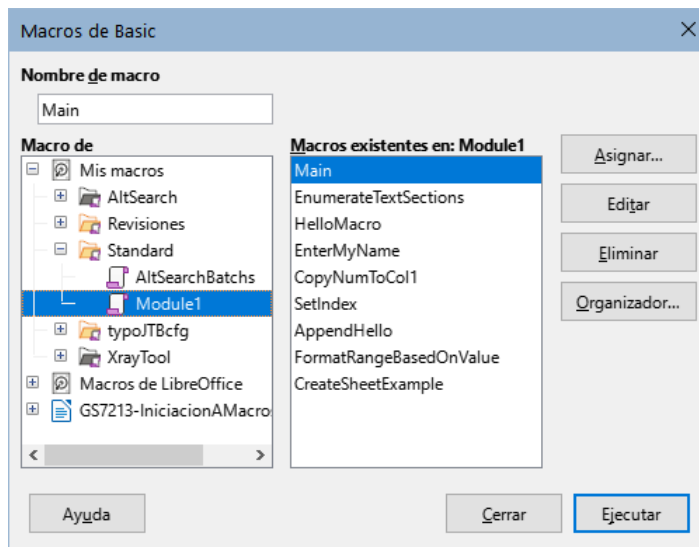 Macros de Basic
Nombre de macro
Main
Macro de
Mis macros
AltSearch
Revisiones
Standard
AltSearchBatchs
Module1
typoJTBcfg
XrayTool
Macros de LibreOffice
GS7213-IniciacionAMacro
Macros existentes en: Module1
Main
EnumerateTextSections
HelloMacro
EnterMyName
CopyNumToCol1
SetIndex
AppendHello
FormatRangeBasedOnValue
CreateSheetExample
Asignar...
Editar
Eliminar
Organizador...
Ayuda
Cerrar
Ejecutar